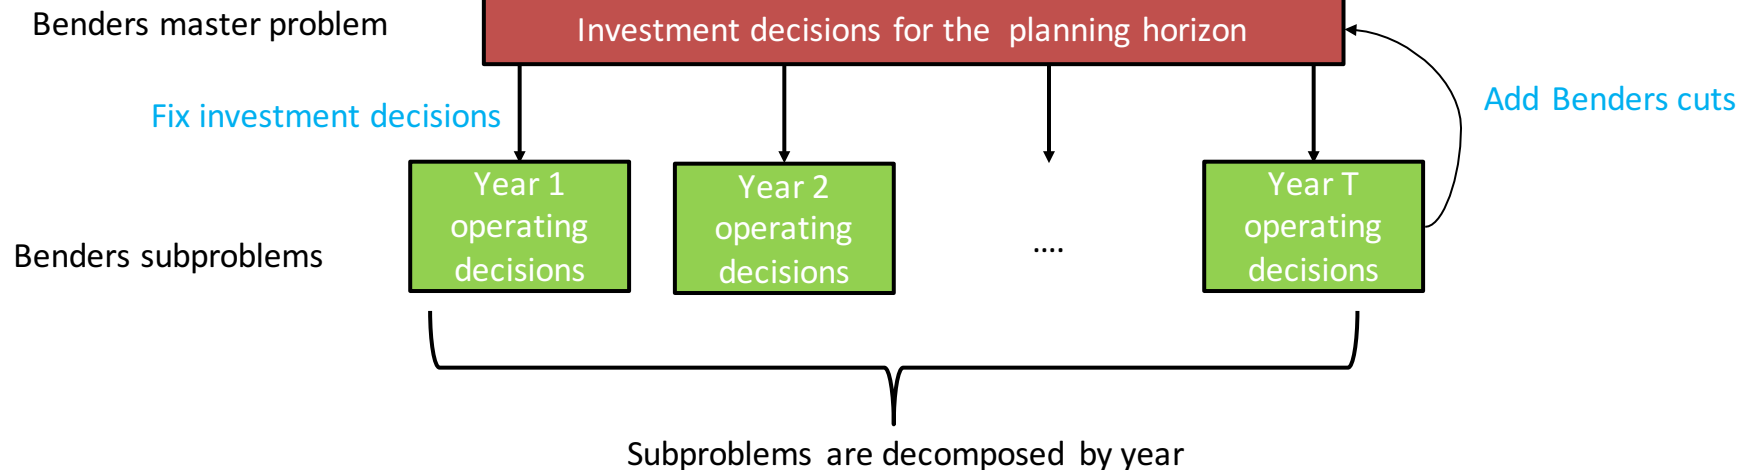 Benders master problem
Investment decisions for the planning horizon
Fix investment decisions
Add Benders cuts
Benders subproblems
Year 1
operating
decisions
Year 2
operating
decisions
....
Year T
operating
decisions
Subproblems are decomposed by year